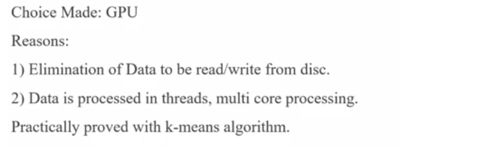 Choice Made: GPU
Reasons:
1) Elimination of Data to be read/write from disc.
2) Data is processed in threads, multi core processing.
Practically proved with k-means algorithm.